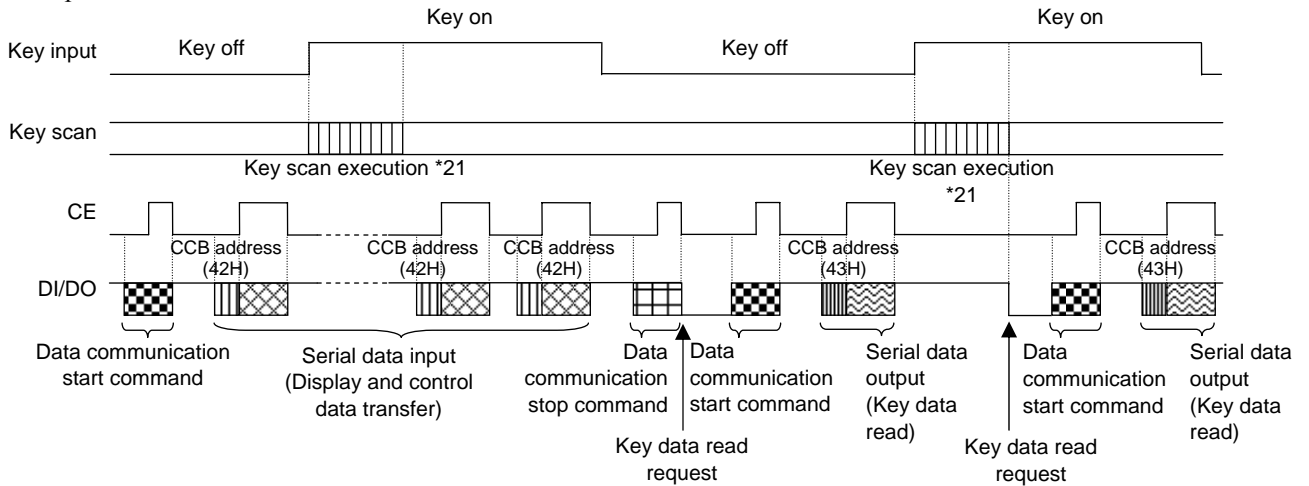 Key on
Key on
Key input
Key off
Key off
Key scan
Key scan execution *21
Key scan execution
*21
CE
CCB address
(42H)
CCB address
(42H)
CCB address
(42H)
CCB address
(43H)
CCB address
(43H)
DI/DO
Data communication
start command
Serial data input
(Display and control
data transfer)
Data
communication
stop command
Data
communication
start command
Serial data
output
(Key data
read)
Data
communication
start command
Serial data
output
(Key data
read)
Key data read
request
Key data read
request